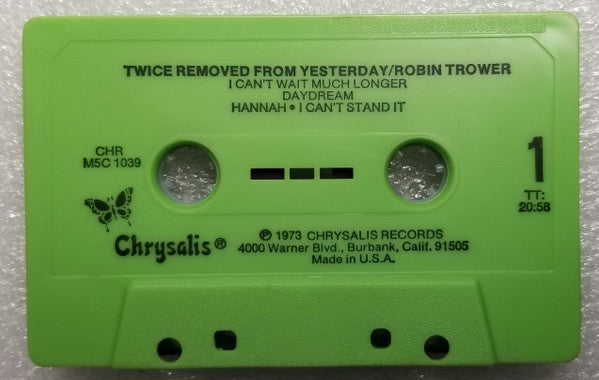 TWICE REMOVED FROM YESTERDAY/ROBIN TROWER
I CAN'T WAIT MUCH LONGER
DAYDREAM
HANNAH • I CAN'T STAND IT
CHR
M5C 1039
1
TT:
20:58
Chrysalis®
℗ 1973 CHRYSALIS RECORDS
4000 Warner Blvd., Burbank, Calif. 91505
Made in U.S.A.